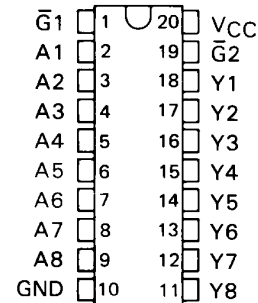 G̅1 1 20 VCC
A1 2 19 G̅2
A2 3 18 Y1
A3 4 17 Y2
A4 5 16 Y3
A5 6 15 Y4
A6 7 14 Y5
A7 8 13 Y6
A8 9 12 Y7
GND 10 11 Y8